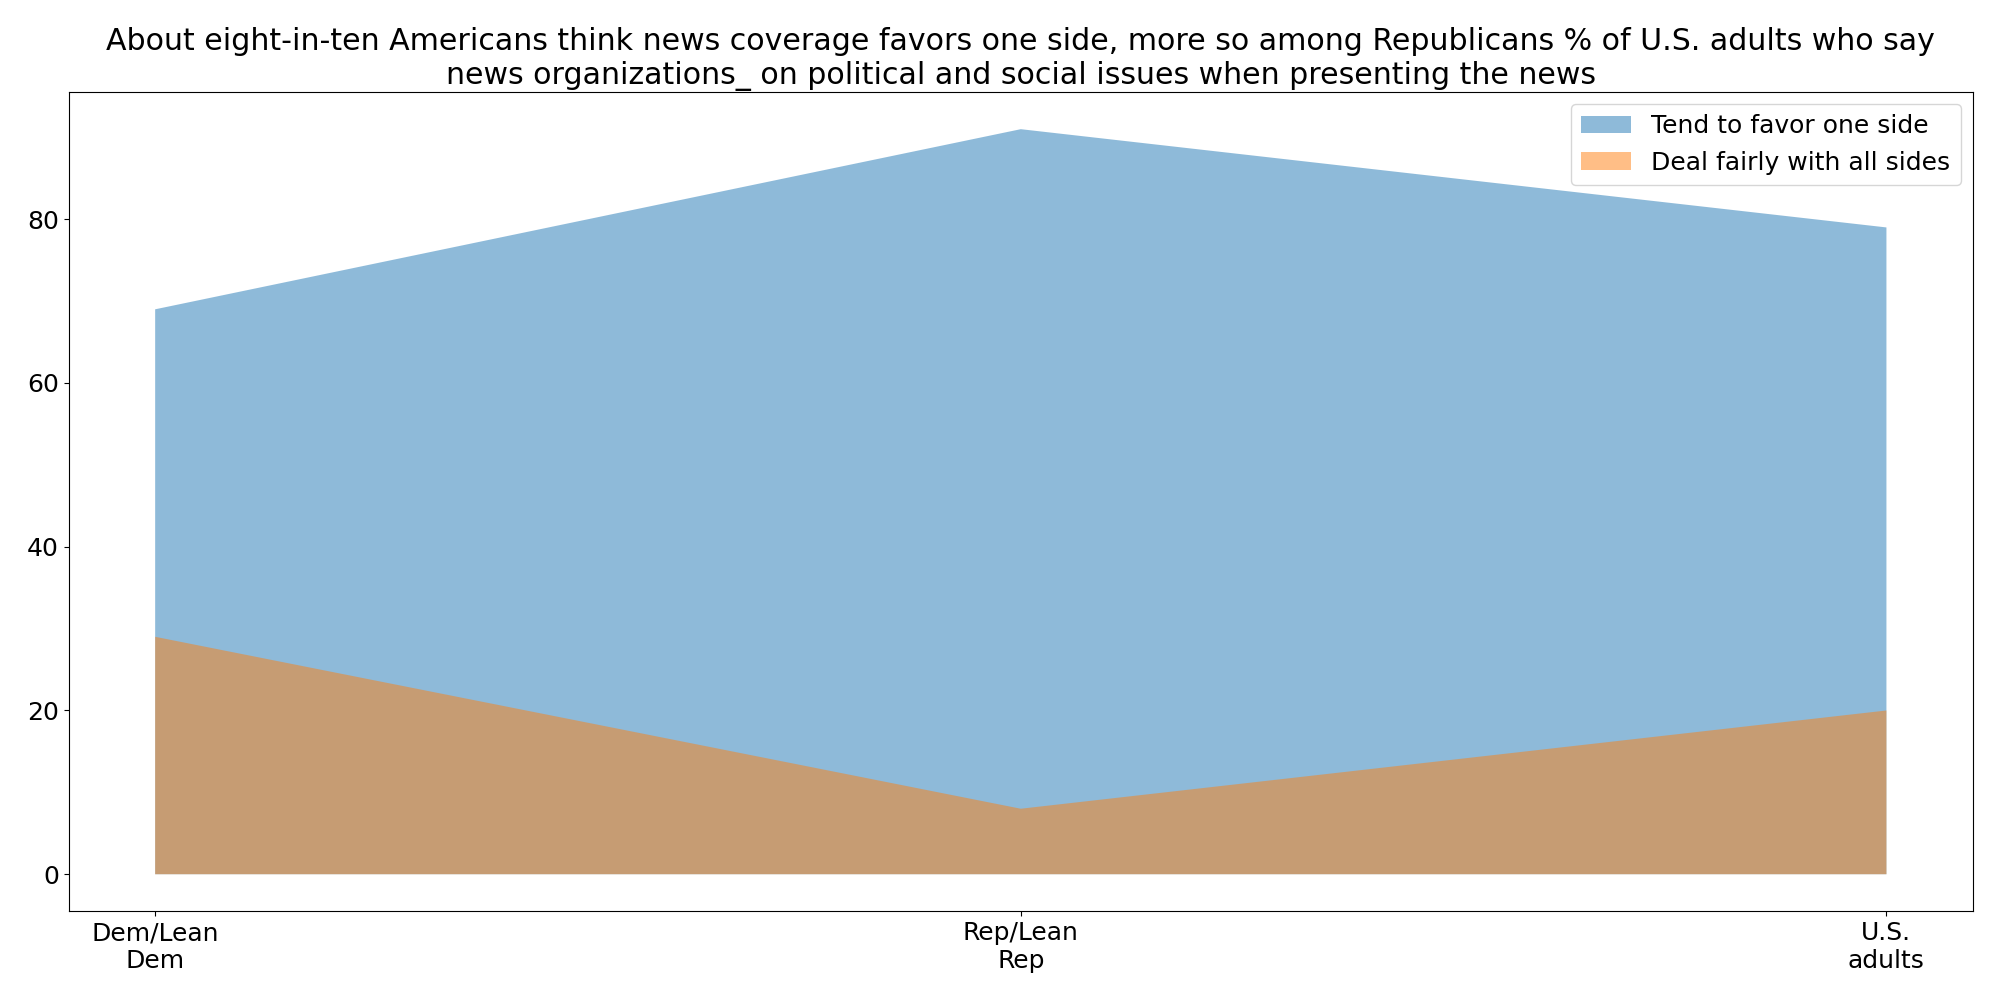 About eight-in-ten Americans think news coverage favors one side, more so among Republicans % of U.S. adults who say
news organizations_ on political and social issues when presenting the news
Tend to favor one side
Deal fairly with all sides
80
60
40
20
0
Dem/Lean
Dem
Rep/Lean
Rep
U.S.
adults